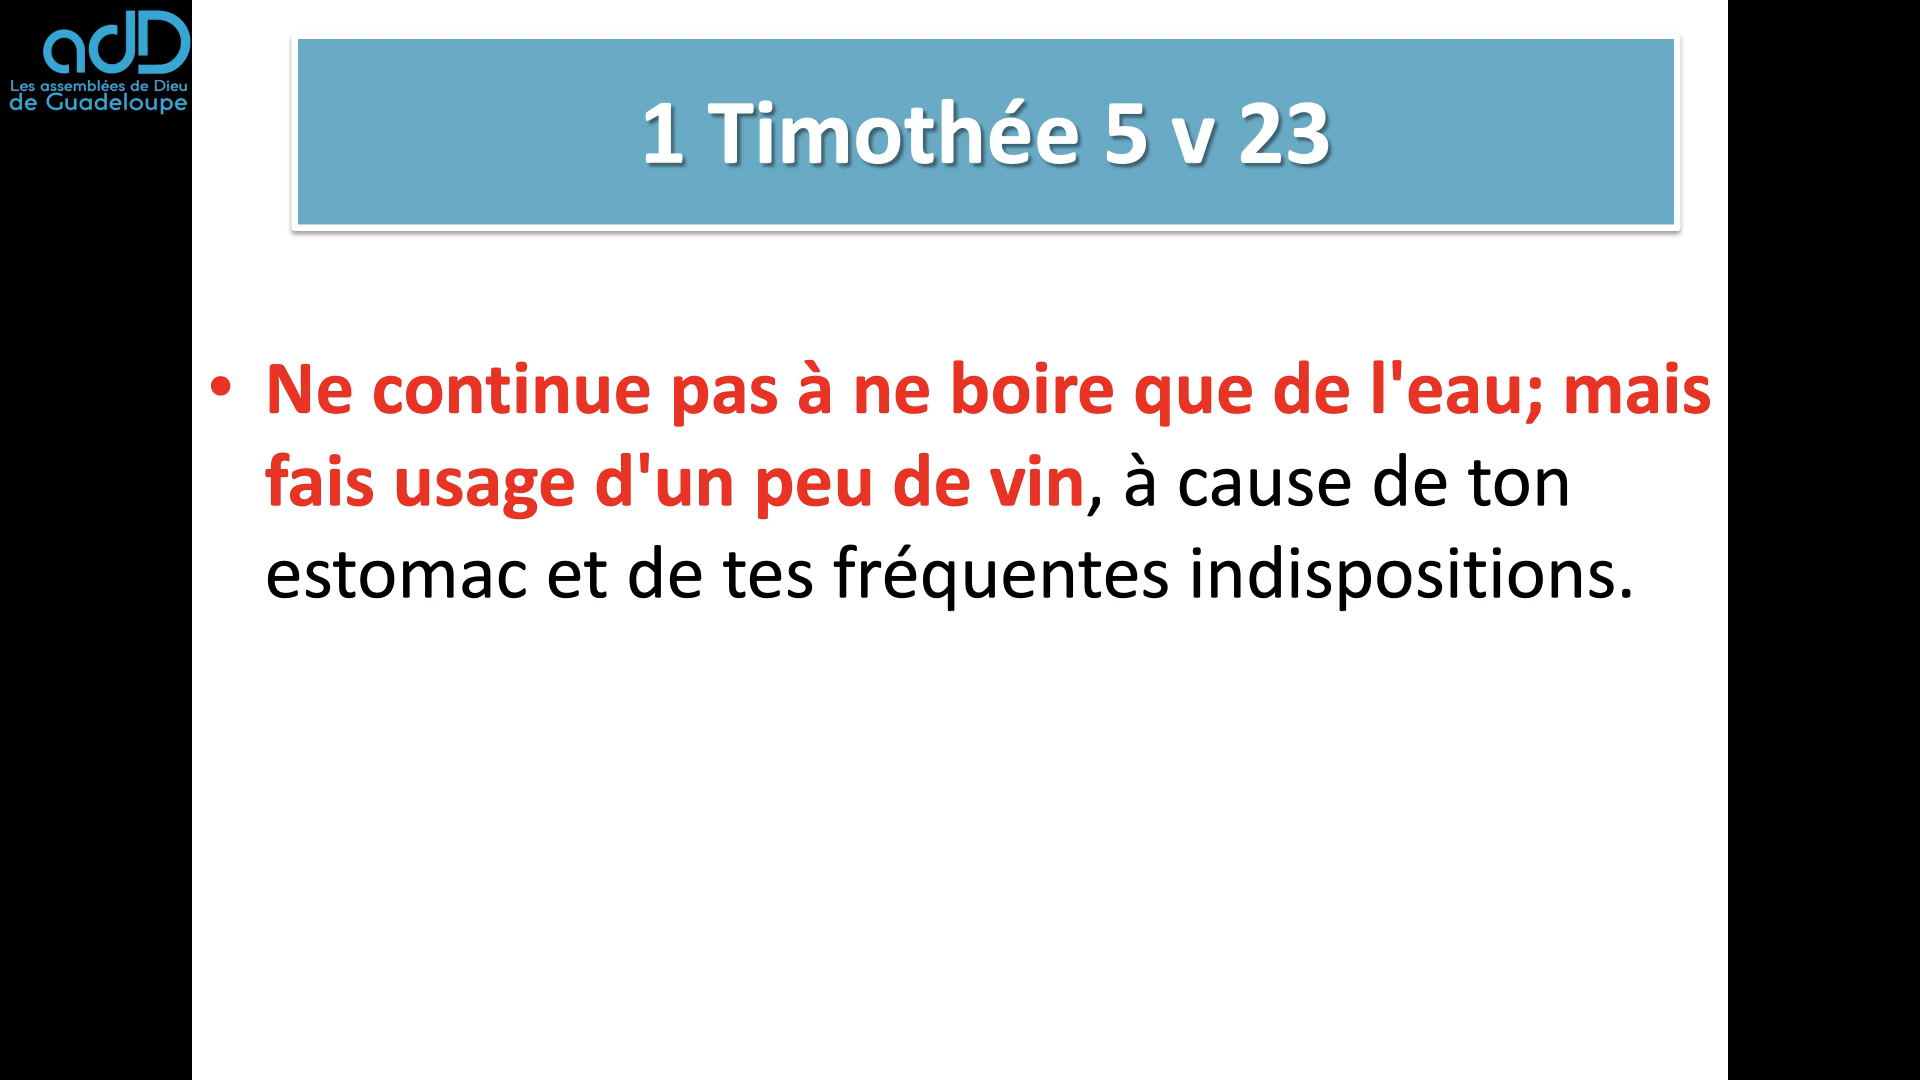 adD
Les assemblées de Dieu
de Guadeloupe
1 Timothée 5 v 23
• Ne continue pas à ne boire que de l'eau; mais
fais usage d'un peu de vin, à cause de ton
estomac et de tes fréquentes indispositions.